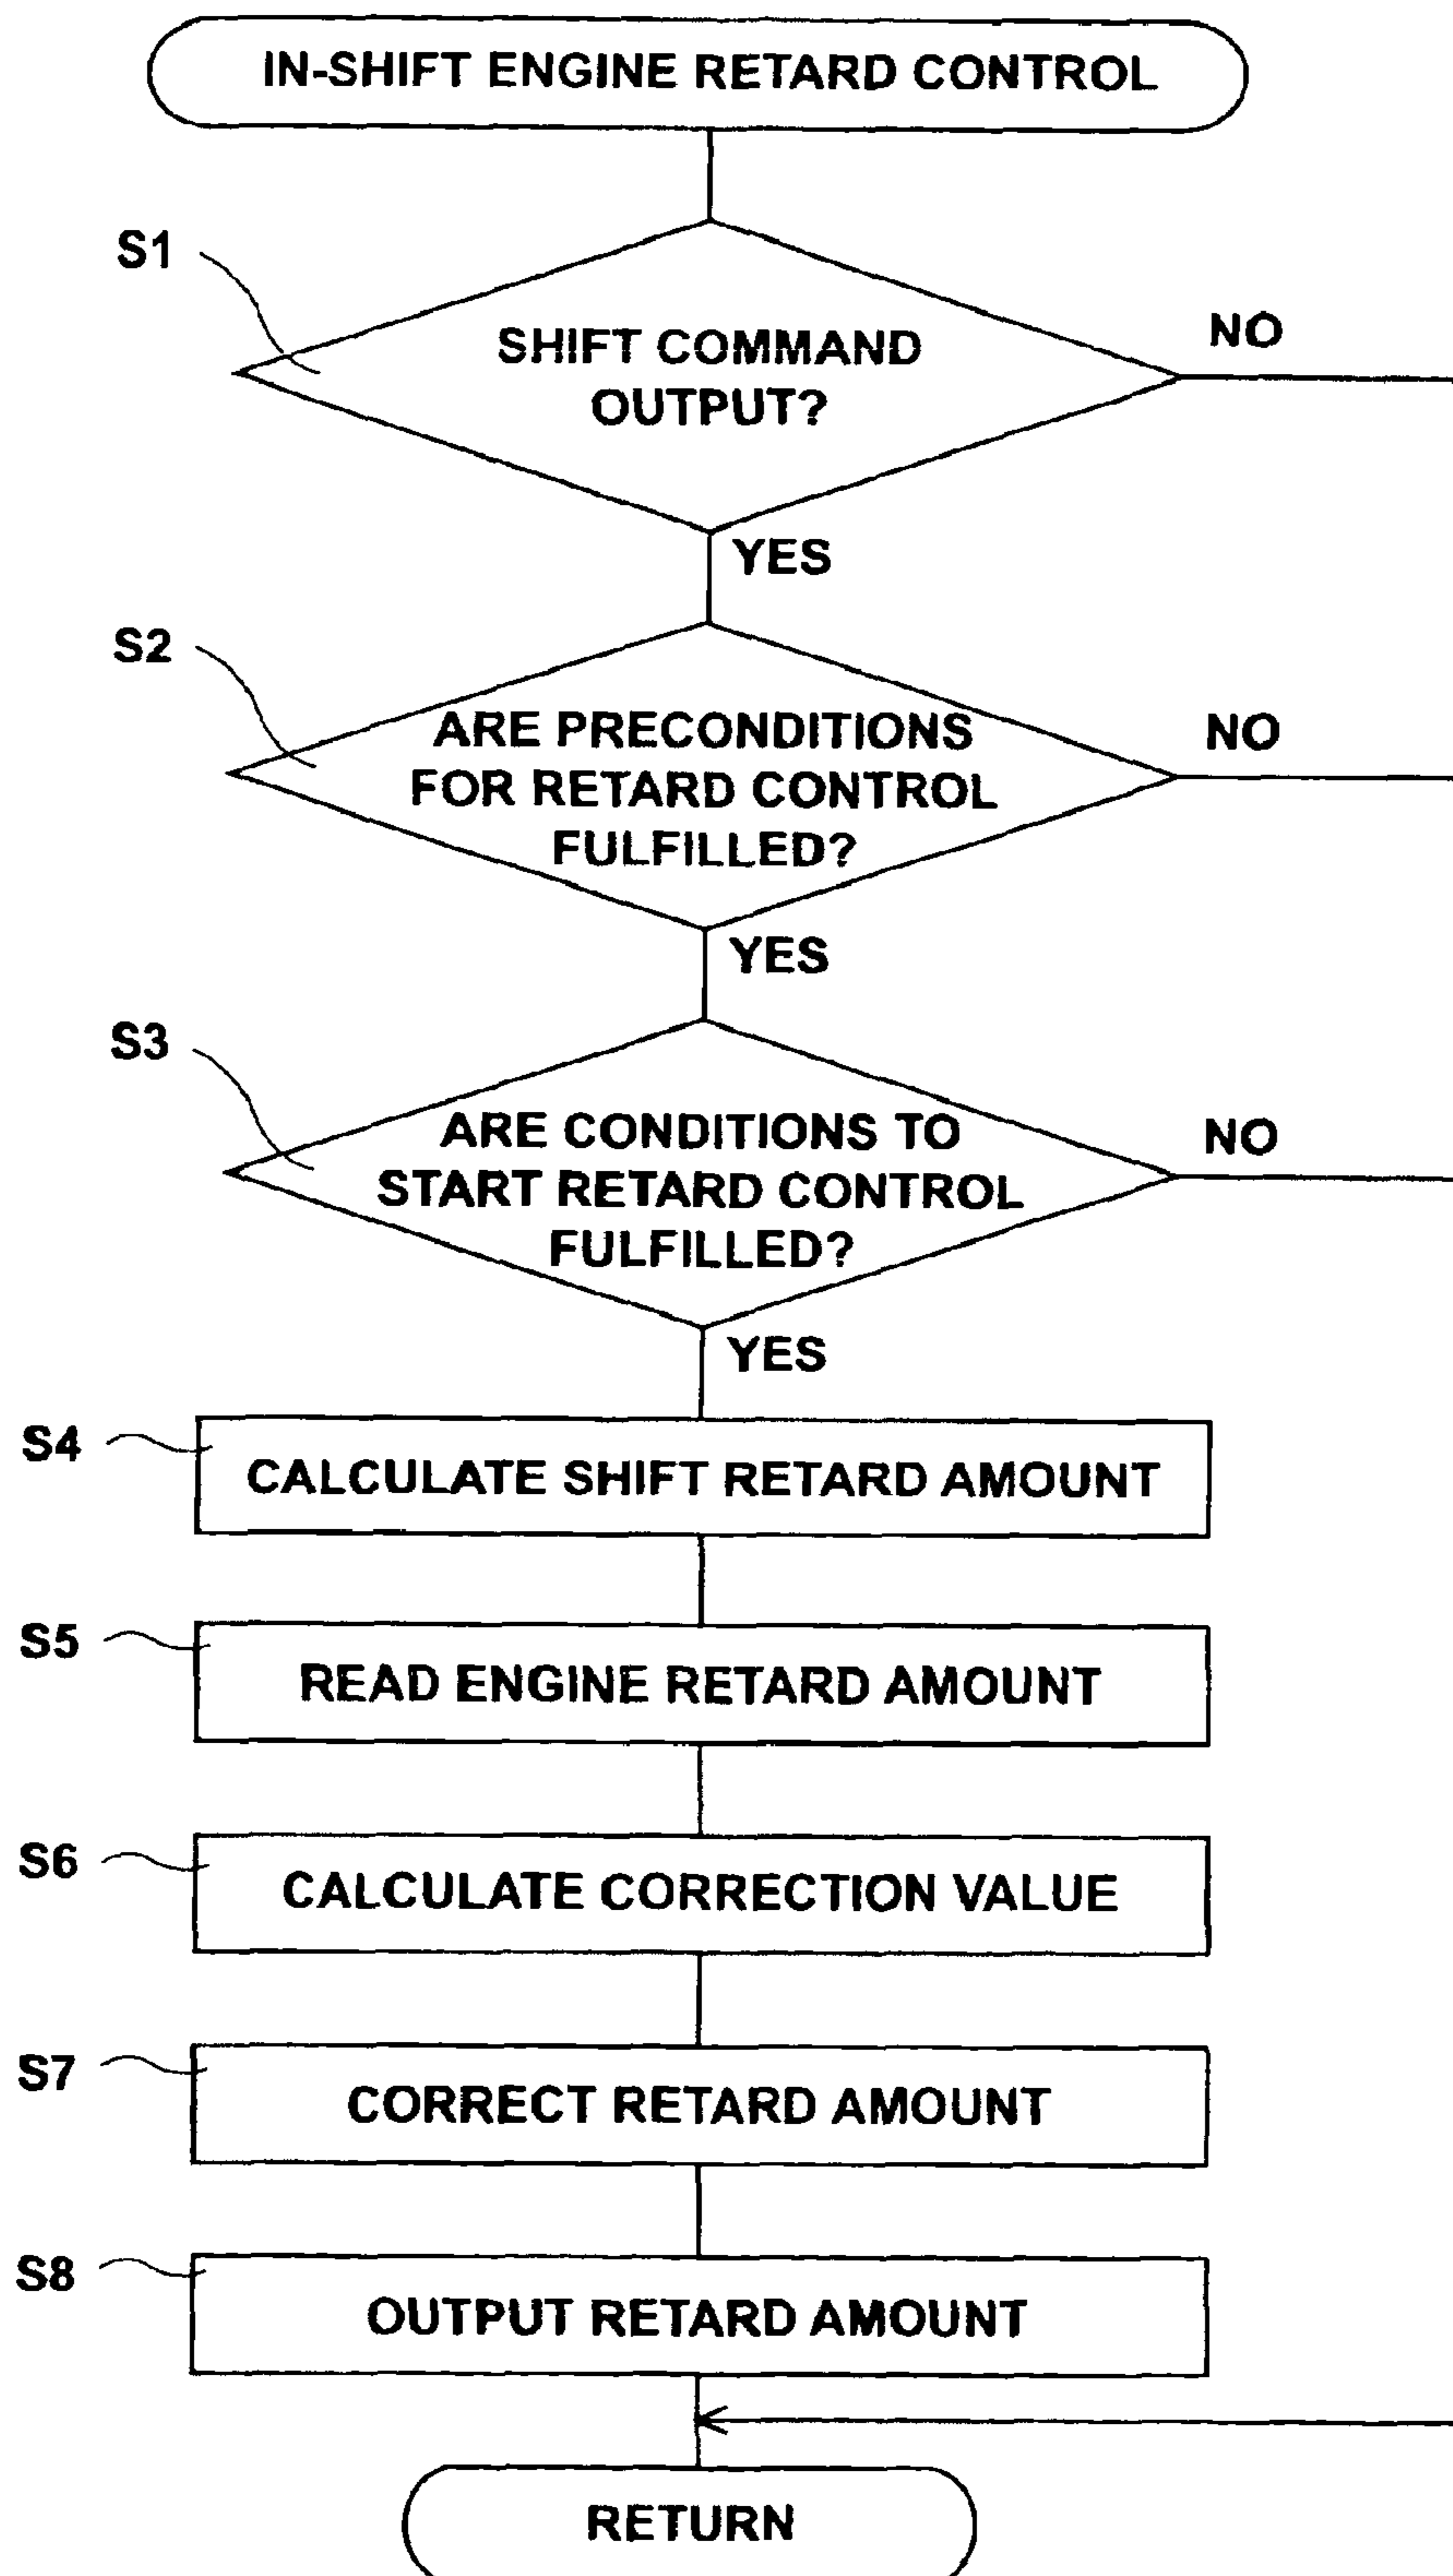 IN-SHIFT ENGINE RETARD CONTROL
S1
SHIFT COMMAND
OUTPUT?
NO
YES
S2
ARE PRECONDITIONS
FOR RETARD CONTROL
FULFILLED?
NO
YES
S3
ARE CONDITIONS TO
START RETARD CONTROL
FULFILLED?
NO
YES
S4
CALCULATE SHIFT RETARD AMOUNT
S5
READ ENGINE RETARD AMOUNT
S6
CALCULATE CORRECTION VALUE
S7
CORRECT RETARD AMOUNT
S8
OUTPUT RETARD AMOUNT
RETURN